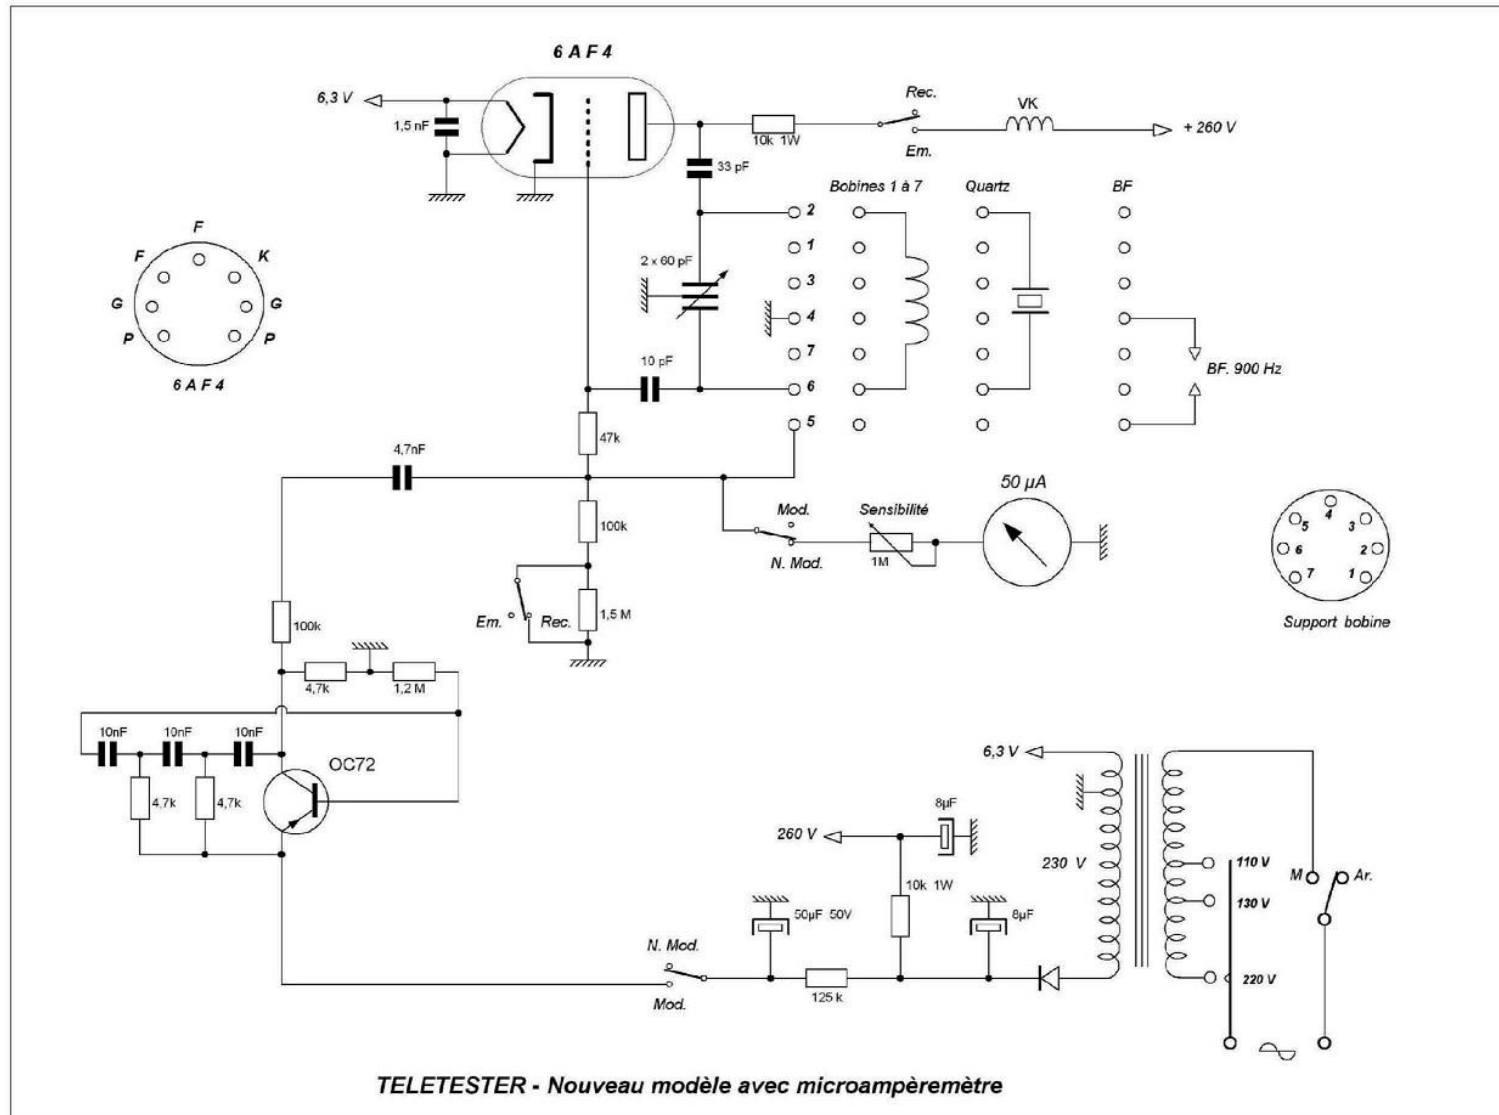 6 A F 4
6,3 V
1,5 nF
Rec.
VK
+ 260 V
10k 1W
Em.
33 pF
Bobines 1 à 7
Quartz
BF
2
1
3
4
7
6
5
2 x 60 pF
F
F
K
G
G
P
P
6 A F 4
10 pF
BF. 900 Hz
47k
4,7nF
50 µA
Mod.
Sensibilité
N. Mod.
1M
100k
Em.
Rec.
1,5 M
4
5
3
6
2
7
1
Support bobine
100k
4,7k
1,2 M
10nF
10nF
10nF
OC72
4,7k
4,7k
6,3 V
8µF
260 V
230 V
110 V
M
Ar.
10k 1W
130 V
50µF 50V
8µF
N. Mod.
220 V
125 k
Mod.
TELETESTER - Nouveau modèle avec microampèremètre